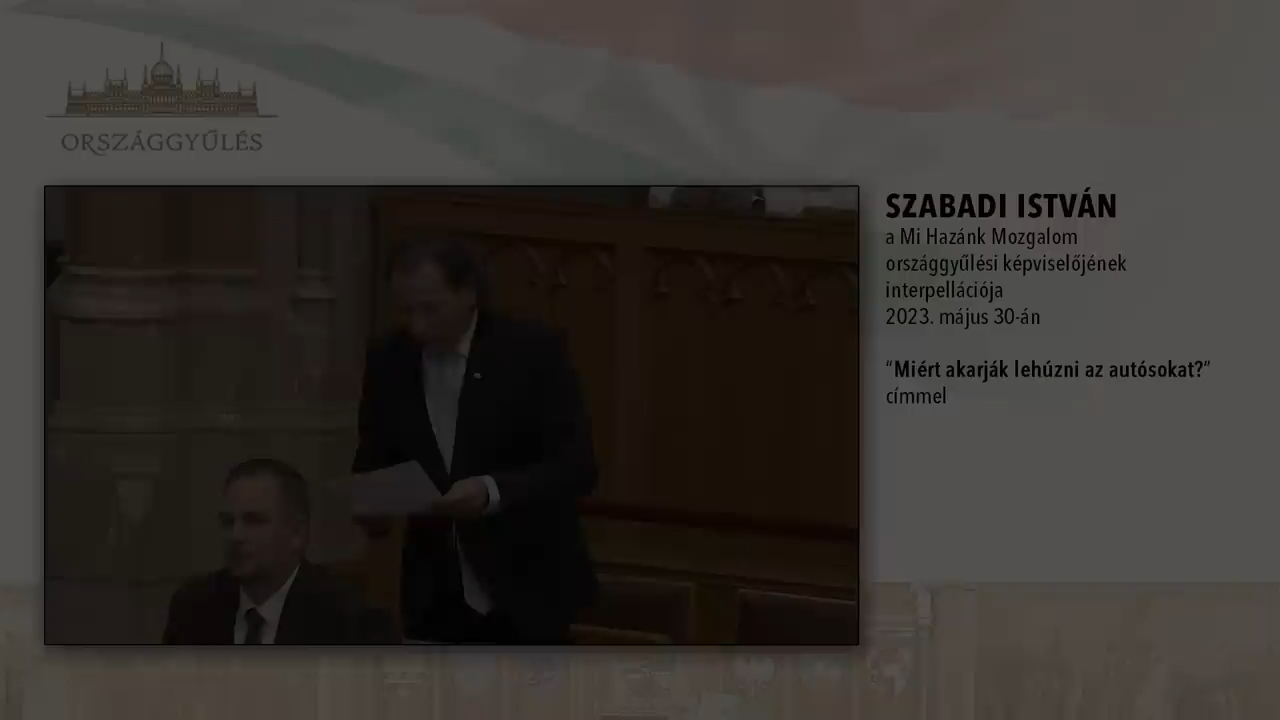 ORSZÁGGYŰLÉS
SZABADI ISTVÁN
a Mi Hazánk Mozgalom
országgyűlési képviselőjének
interpellációja
2023. május 30-án
"Miért akarják lehúzni az autósokat?"
címmel